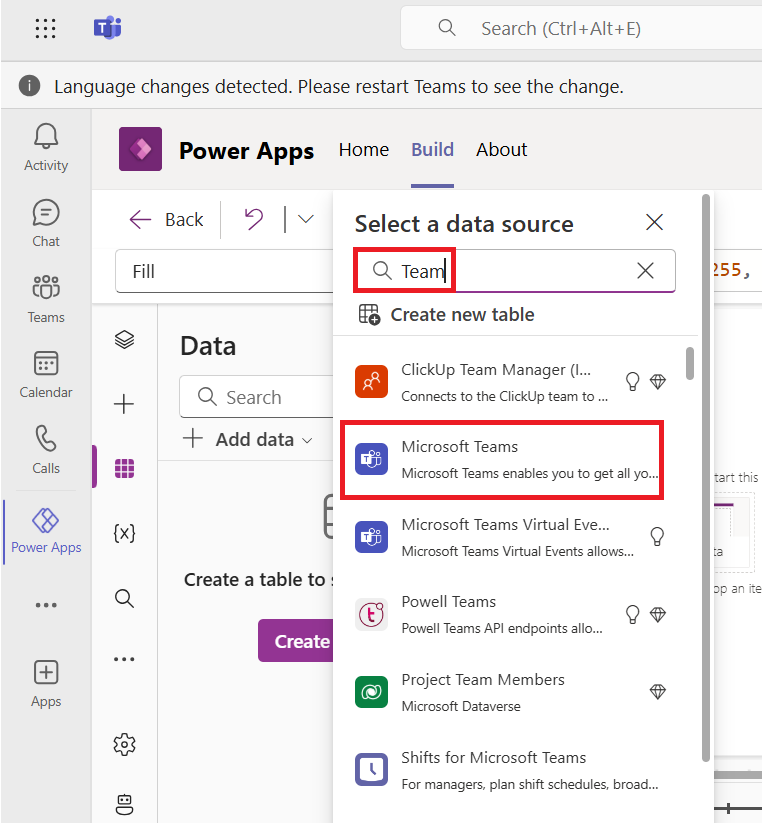 Search (Ctrl+Alt+E)
Language changes detected. Please restart Teams to see the change.
Activity
Chat
Teams
Calendar
Calls
Power Apps
Apps
Power Apps
Home
Build
About
Back
Fill
255,
Data
Search
Add data
Create a table to s
Create
Select a data source
Team
Create new table
ClickUp Team Manager (I...
Connects to the ClickUp team to ...
Microsoft Teams
Microsoft Teams enables you to get all yo...
Microsoft Teams Virtual Eve...
Microsoft Teams Virtual Events allows...
Powell Teams
Powell Teams API endpoints allo...
Project Team Members
Microsoft Dataverse
Shifts for Microsoft Teams
For managers, plan shift schedules, broad...
tart this
ta
op an ite